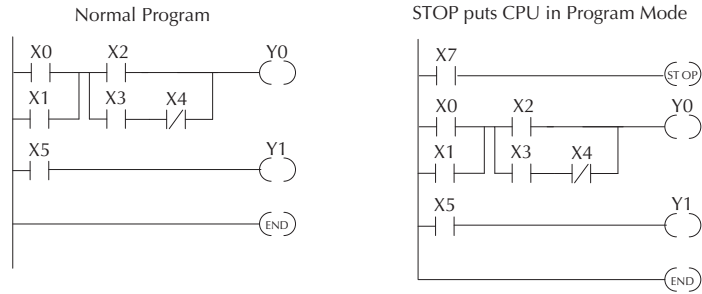 Normal Program
X0 X2 Y0
X1 X3 X4
X5 Y1
END
STOP puts CPU in Program Mode
X7
STOP
X0 X2 Y0
X1 X3 X4
X5 Y1
END